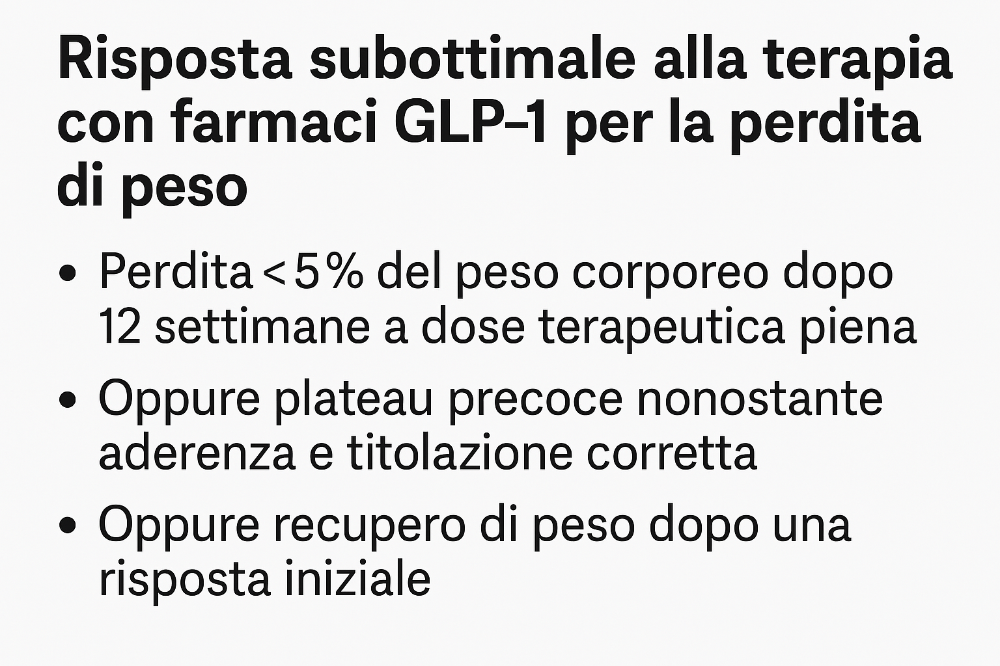 Risposta subottimale alla terapia
con farmaci GLP-1 per la perdita
di peso
• Perdita < 5 % del peso corporeo dopo
12 settimane a dose terapeutica piena
• Oppure plateau precoce nonostante
aderenza e titolazione corretta
• Oppure recupero di peso dopo una
risposta iniziale